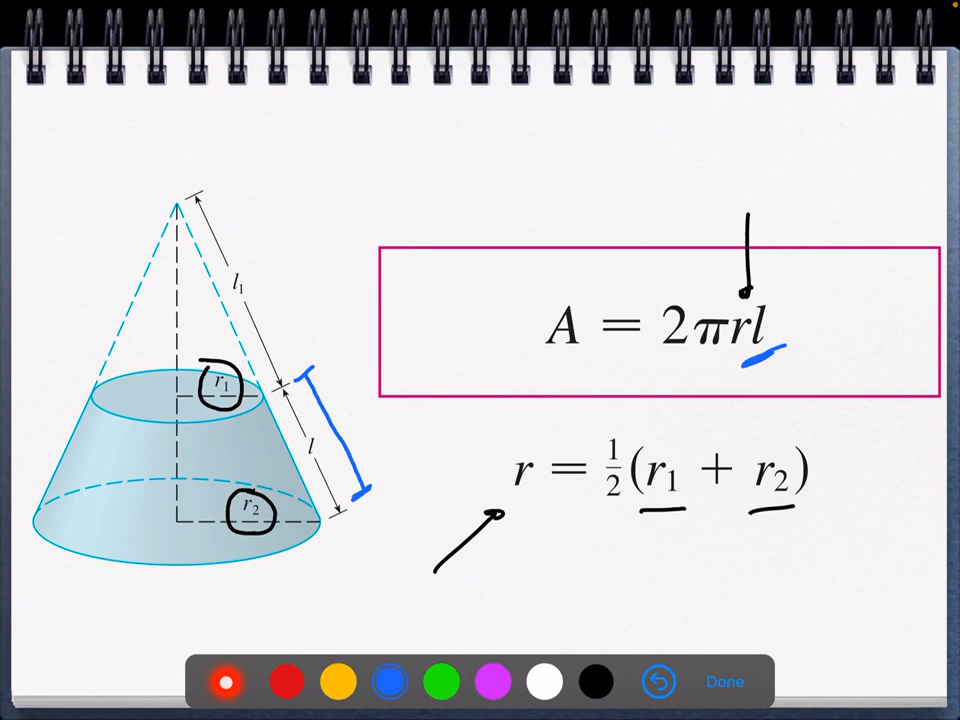 l₁
r₁
A = 2πrl
l
r = ½(r₁ + r₂)
r₂
Done